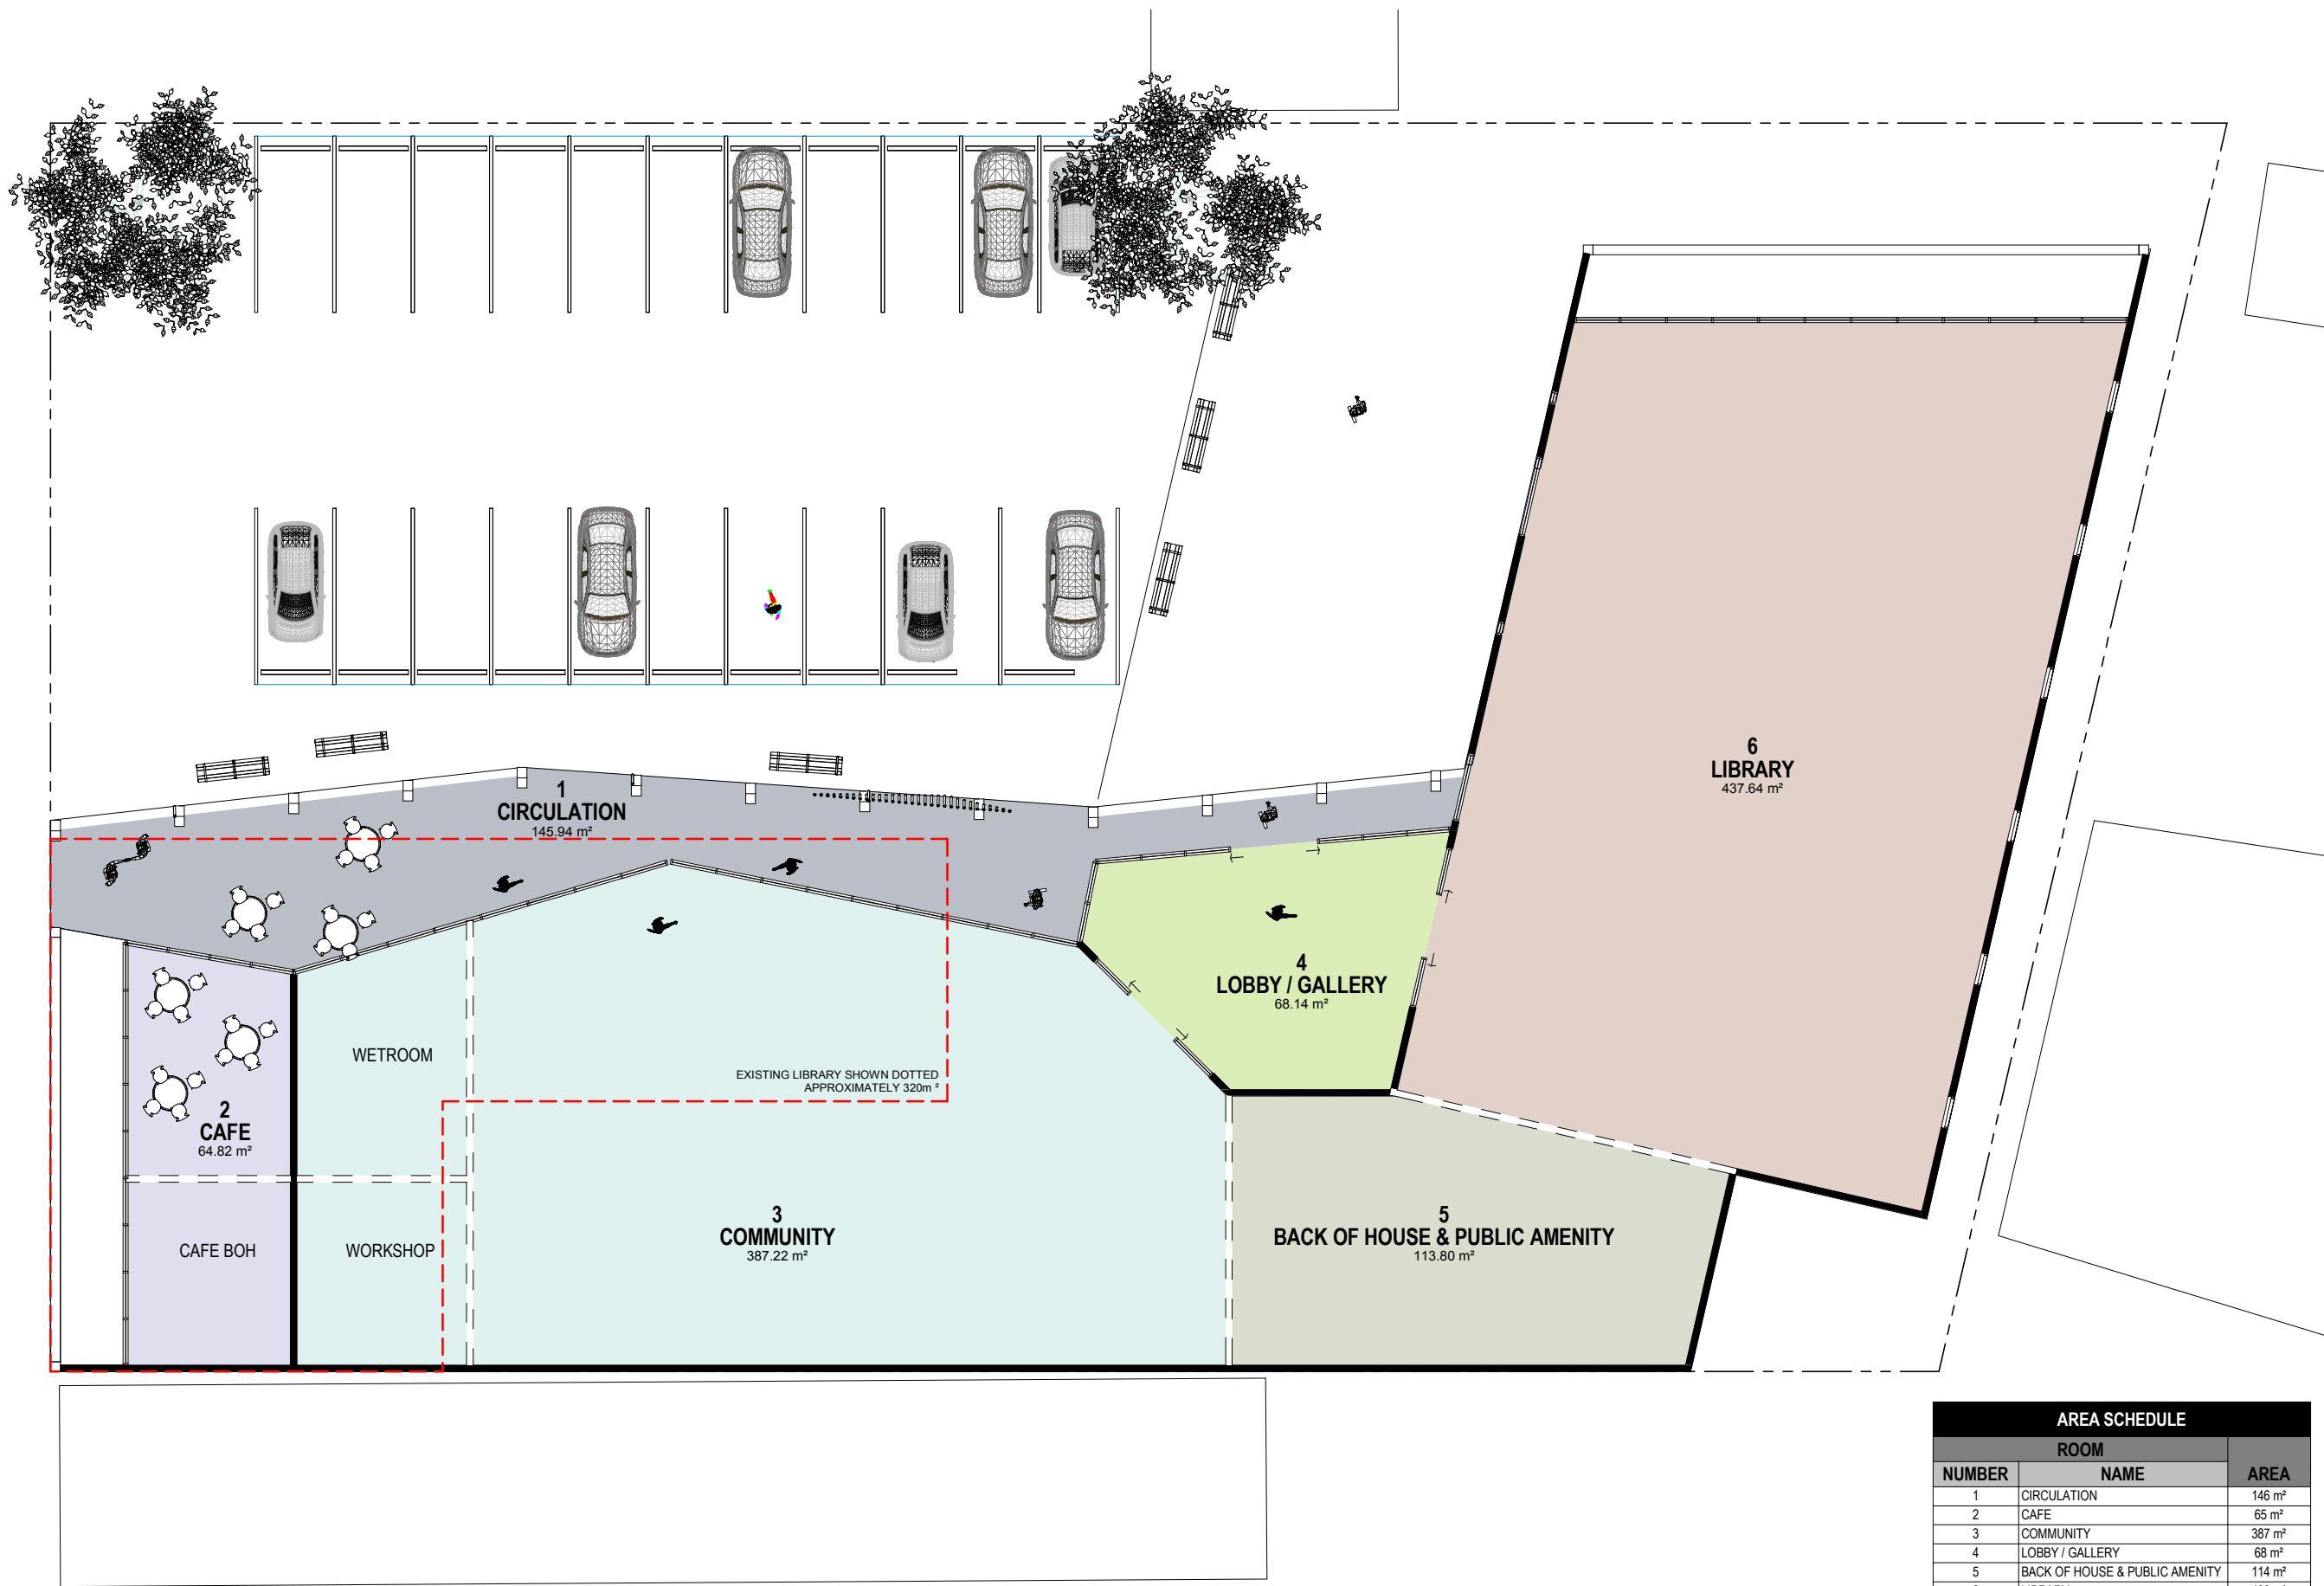 1
CIRCULATION
145.94 m²
6
LIBRARY
437.64 m²
4
LOBBY / GALLERY
68.14 m²
WETROOM
EXISTING LIBRARY SHOWN DOTTED
APPROXIMATELY 320m ²
2
CAFE
64.82 m²
CAFE BOH
WORKSHOP
3
COMMUNITY
387.22 m²
5
BACK OF HOUSE & PUBLIC AMENITY
113.80 m²
AREA SCHEDULE
ROOM
NUMBER NAME AREA
1 CIRCULATION 146 m²
2 CAFE 65 m²
3 COMMUNITY 387 m²
4 LOBBY / GALLERY 68 m²
5 BACK OF HOUSE & PUBLIC AMENITY 114 m²